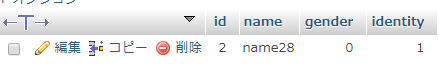 id name gender identity
編集 コピー 削除 2 name28 0 1